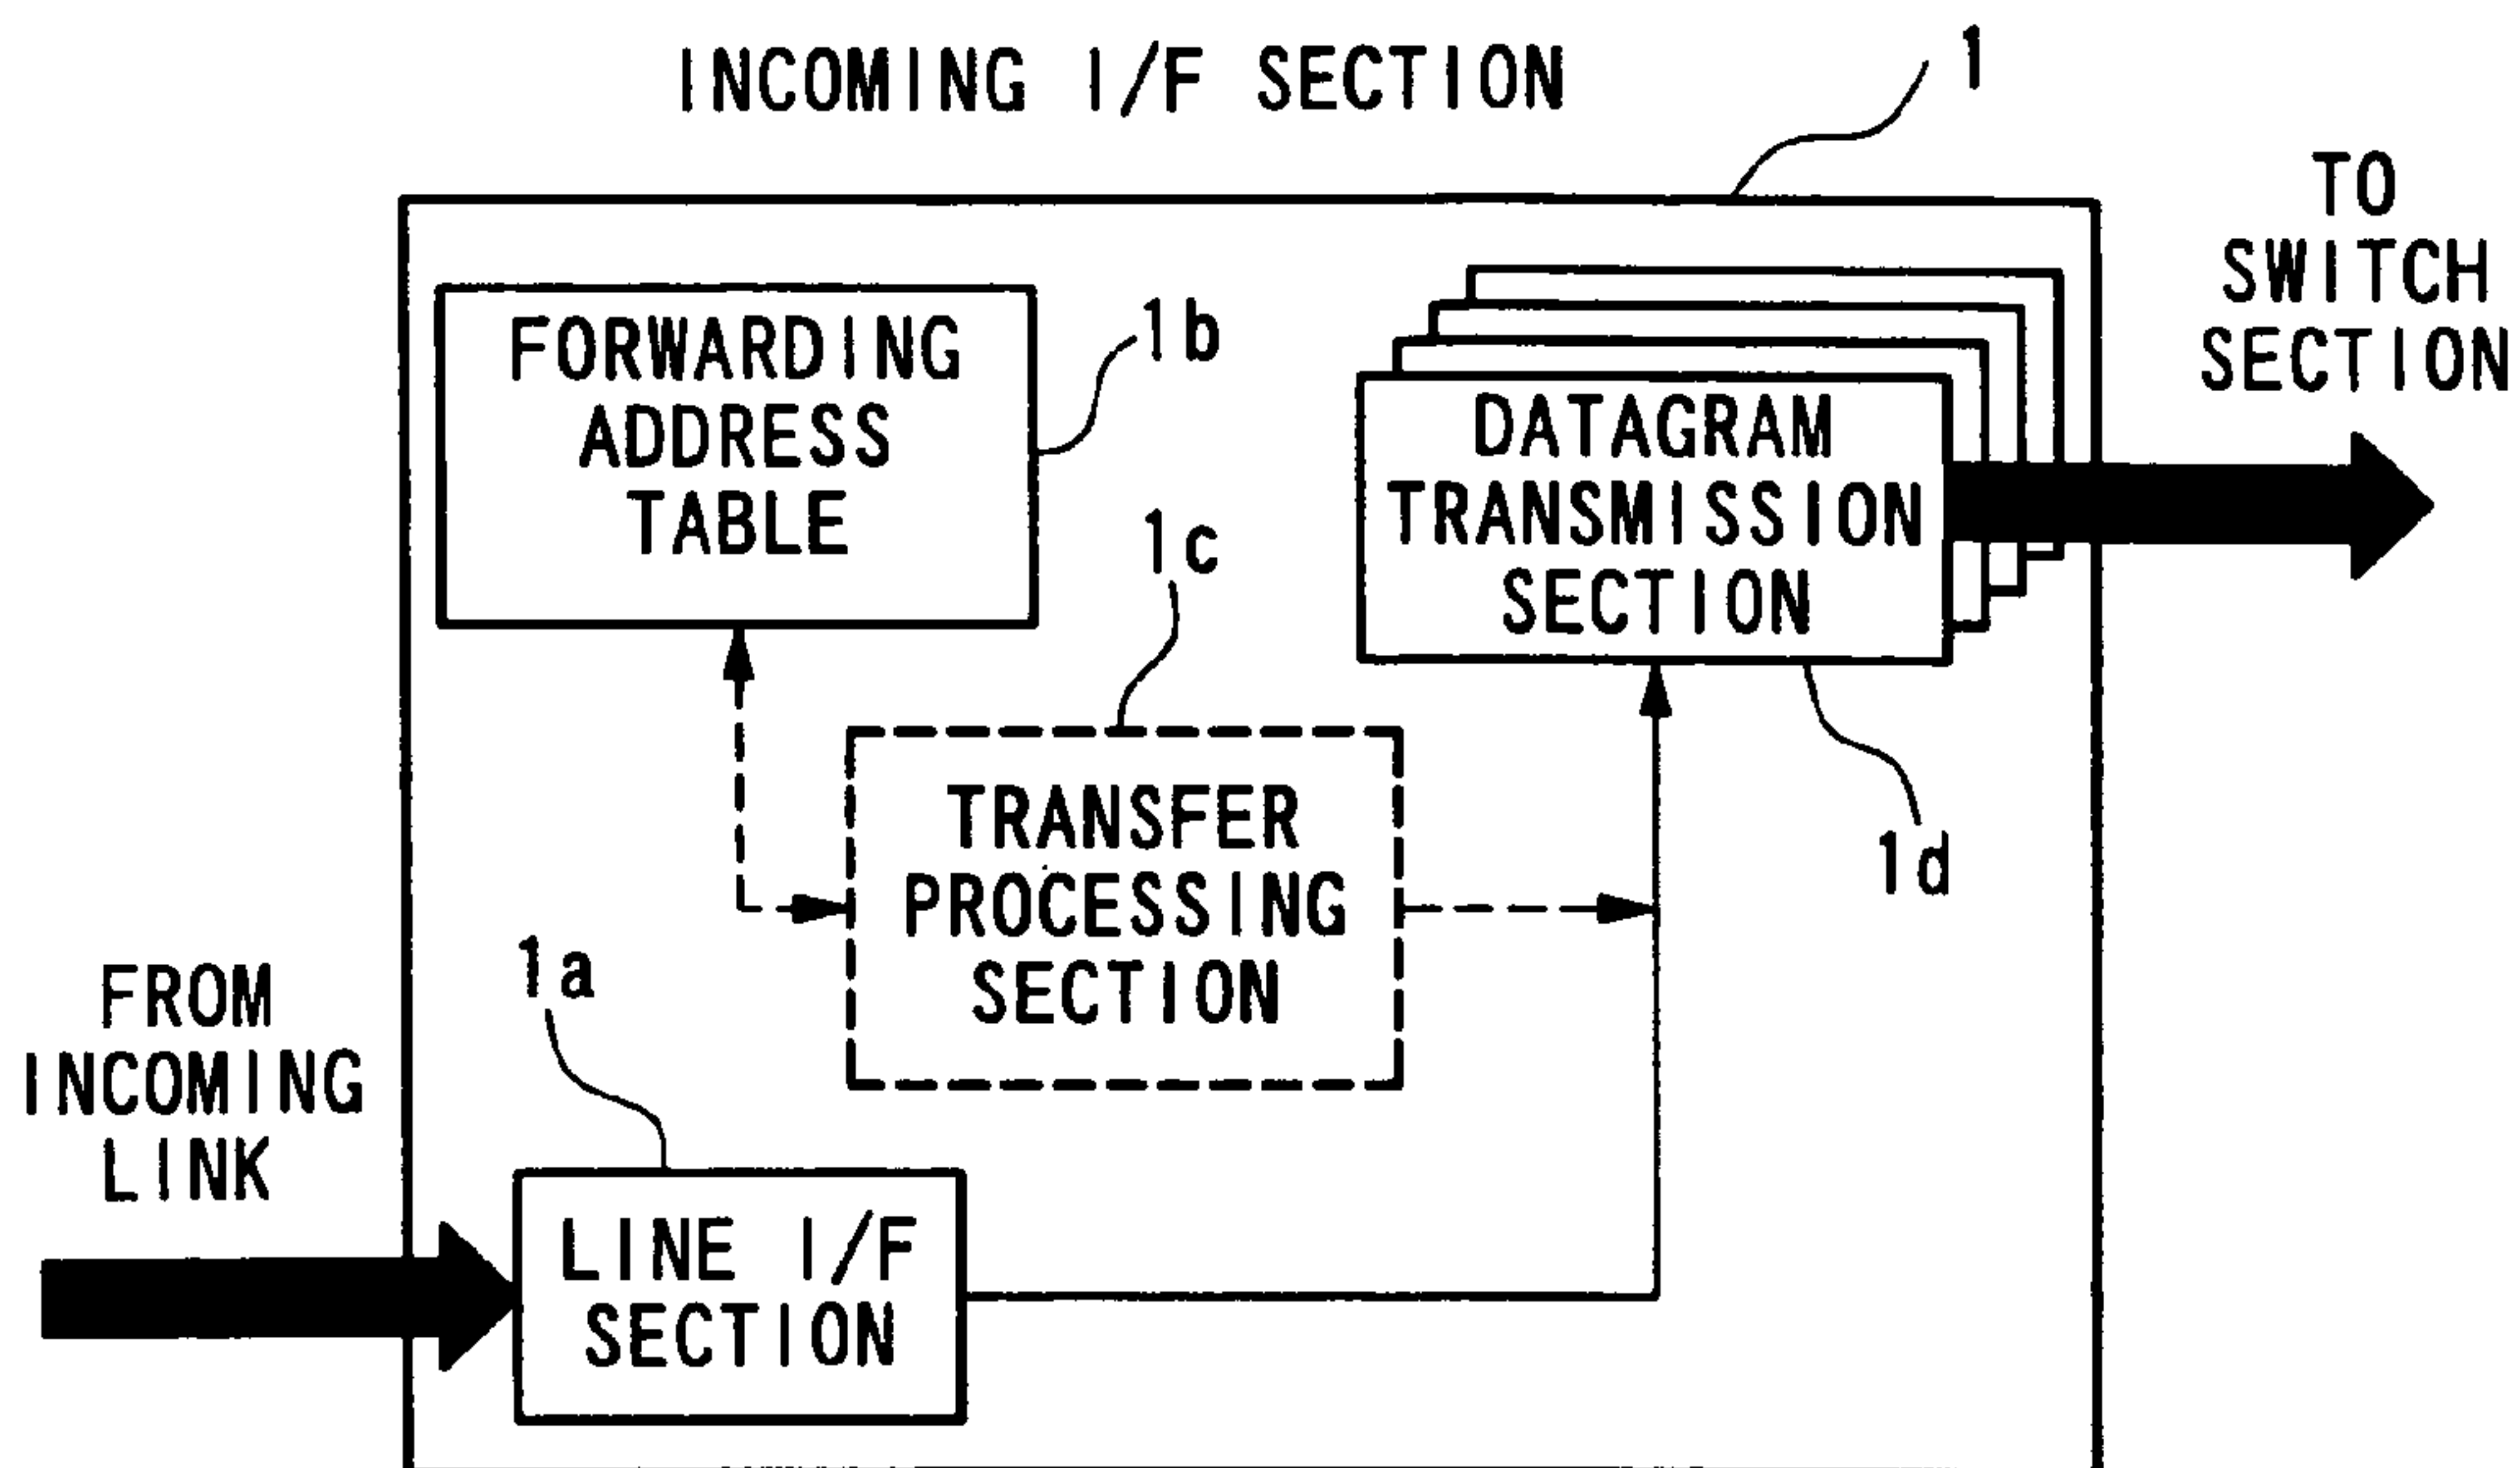 INCOMING I/F SECTION
1
TO
SWITCH
SECTION
FORWARDING
ADDRESS
TABLE
1b
DATAGRAM
TRANSMISSION
SECTION
1c
1d
TRANSFER
PROCESSING
SECTION
1a
FROM
INCOMING
LINK
LINE I/F
SECTION